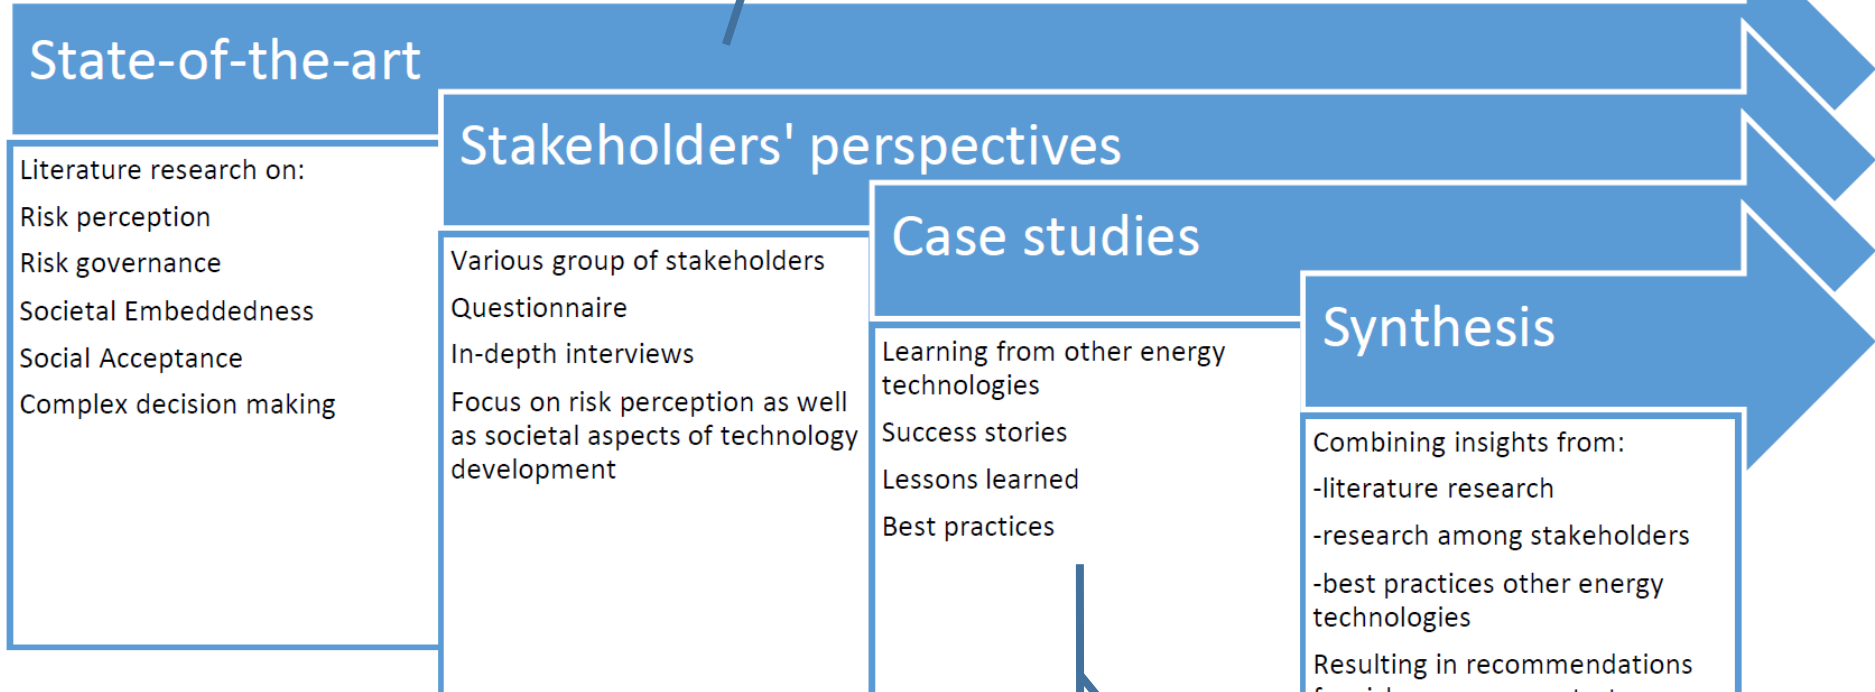 State-of-the-art
Literature research on:
Risk perception
Risk governance
Societal Embeddedness
Social Acceptance
Complex decision making
Stakeholders' perspectives
Various group of stakeholders
Questionnaire
In-depth interviews
Focus on risk perception as well
as societal aspects of technology
development
Case studies
Learning from other energy
technologies
Success stories
Lessons learned
Best practices
Synthesis
Combining insights from:
-literature research
-research among stakeholders
-best practices other energy
technologies
Resulting in recommendations